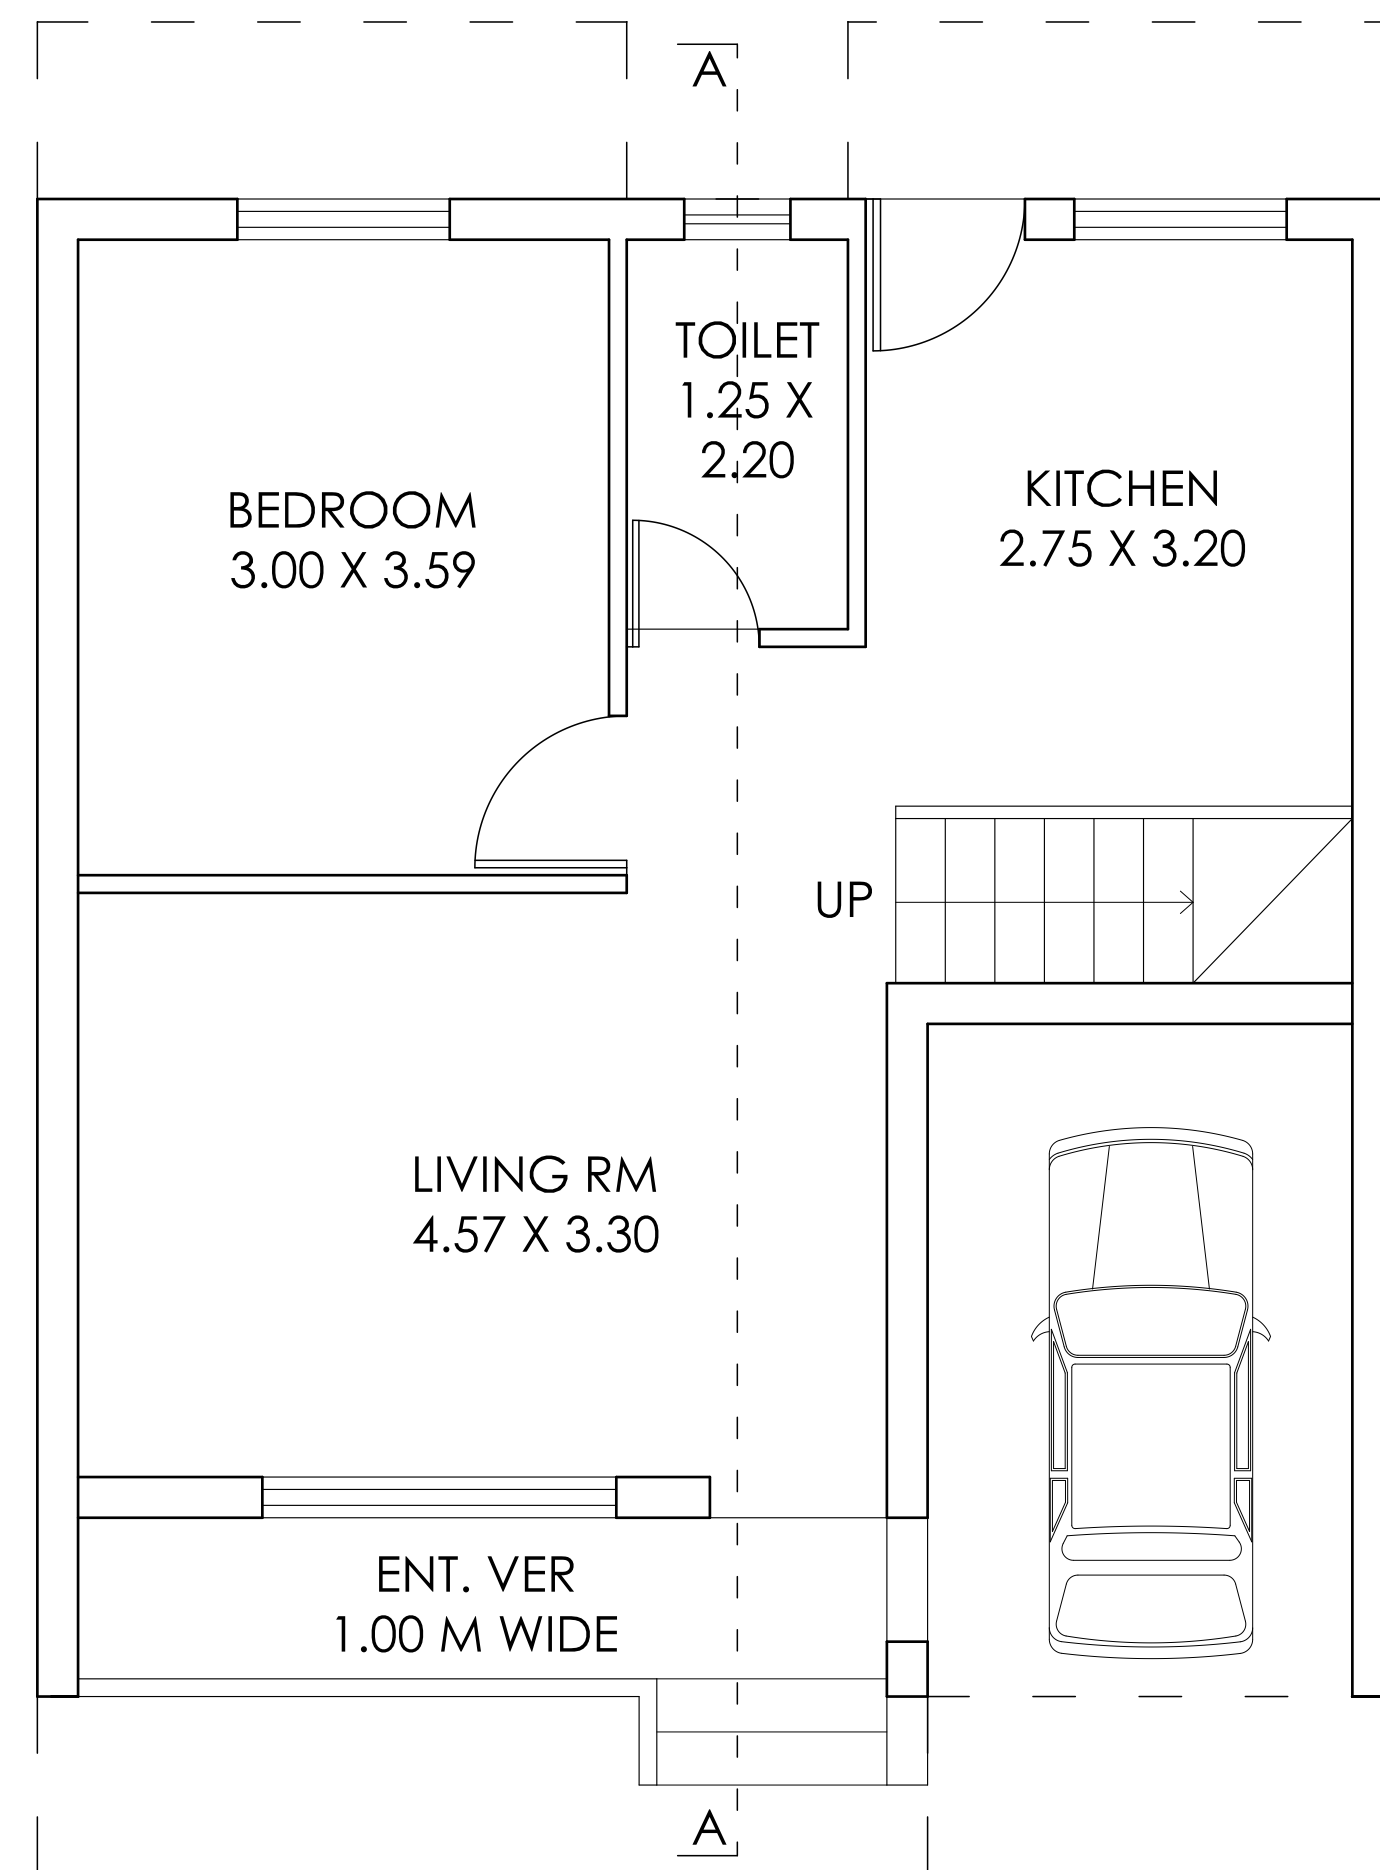 A
TOILET
1.25 X
2.20
BEDROOM
3.00 X 3.59
KITCHEN
2.75 X 3.20
UP
LIVING RM
4.57 X 3.30
ENT. VER
1.00 M WIDE
A